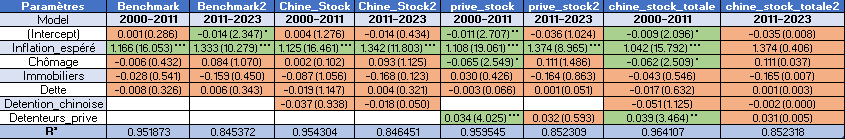 Paramètres Benchmark Benchmark2 Chine_Stock Chine_Stock2 prive_stock prive_stock2 chine_stock_totale chine_stock_totale2
Model 2000-2011 2011-2023 2000-2011 2011-2023 2000-2011 2011-2023 2000-2011 2011-2023
(Intercept) 0.001(0.286) -0.014 (2.347)* 0.004 (1.276) -0.014 (0.434) -0.011(2.707)** -0.036 (1.024) -0.009 (2.096)* -0.035 (0.008)
Inflation_espéré 1.166 (16.053)*** 1.333 (10.279)*** 1.125 (16.461)*** 1.342 (11.803)*** 1.108 (19.061)*** 1.374 (8.965)*** 1.042 (15.792)*** 1.374 (0.406)
Chômage -0.006 (0.432) 0.084 (1.070) 0.002 (0.102) 0.093 (1.125) -0.065 (2.549)* 0.111 (1.486) -0.062 (2.509)* 0.111 (0.037)
Immobiliers -0.028 (0.541) -0.159 (0.450) -0.087 (1.056) -0.168 (0.123) 0.030 (0.426) -0.164 (0.863) -0.043 (0.546) -0.165 (0.007)
Dette -0.008 (0.326) 0.006 (0.343) -0.019 (1.147) 0.004 (0.321) -0.003 (0.066) 0.001 (0.051) -0.017 (0.632) 0.001 (0.003)
Detention_chinoise -0.037 (0.938) -0.018 (0.050) -0.051 (1.125) -0.002 (0.000)
Detenteurs_prive 0.034 (4.025)*** 0.032 (0.593) 0.039 (3.464)** 0.031 (0.005)
R² 0.951873 0.845372 0.954304 0.846451 0.959545 0.852309 0.964107 0.852318